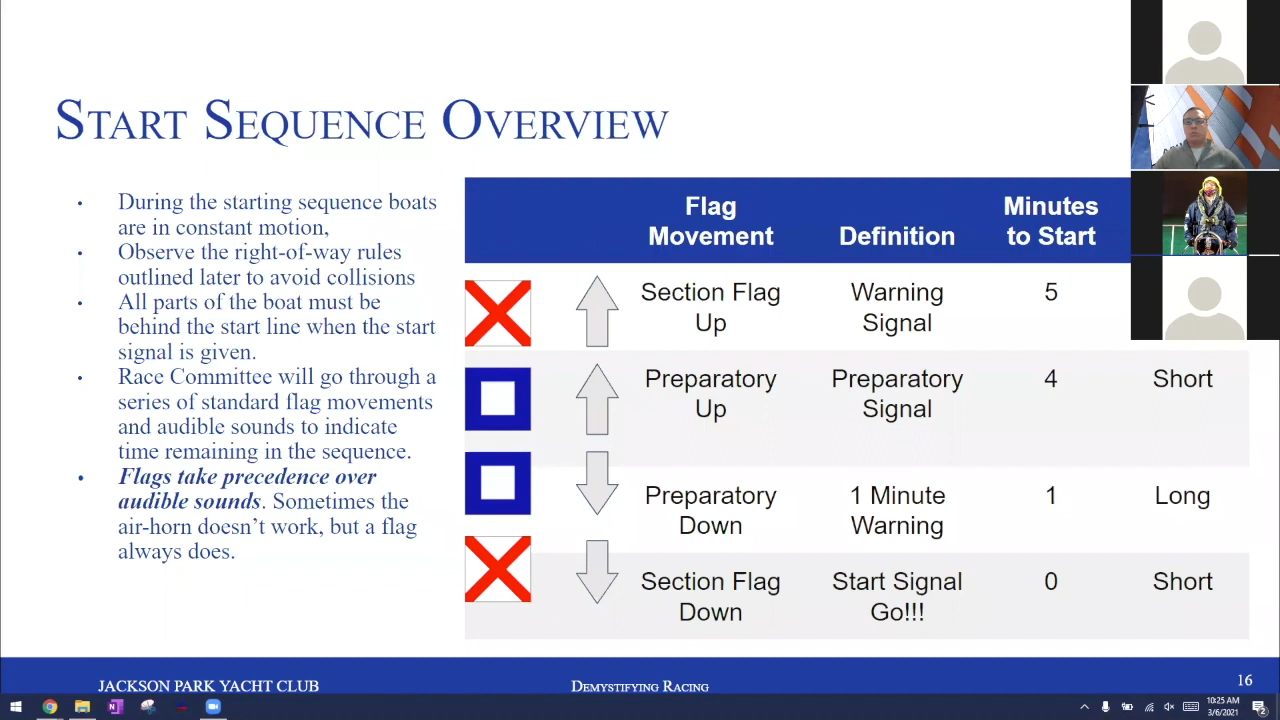 START SEQUENCE OVERVIEW
• During the starting sequence boats
are in constant motion,
• Observe the right-of-way rules
outlined later to avoid collisions
• All parts of the boat must be
behind the start line when the start
signal is given.
• Race Committee will go through a
series of standard flag movements
and audible sounds to indicate
time remaining in the sequence.
• Flags take precedence over
audible sounds. Sometimes the
air-horn doesn't work, but a flag
always does.
Flag
Movement
Definition
Minutes
to Start
Section Flag
Up
Warning
Signal
5
Preparatory
Up
Preparatory
Signal
4
Short
Preparatory
Down
1 Minute
Warning
1
Long
Section Flag
Down
Start Signal
Go!!!
0
Short
JACKSON PARK YACHT CLUB
DEMYSTIFYING RACING
16
10:25 AM
3/6/2021
2